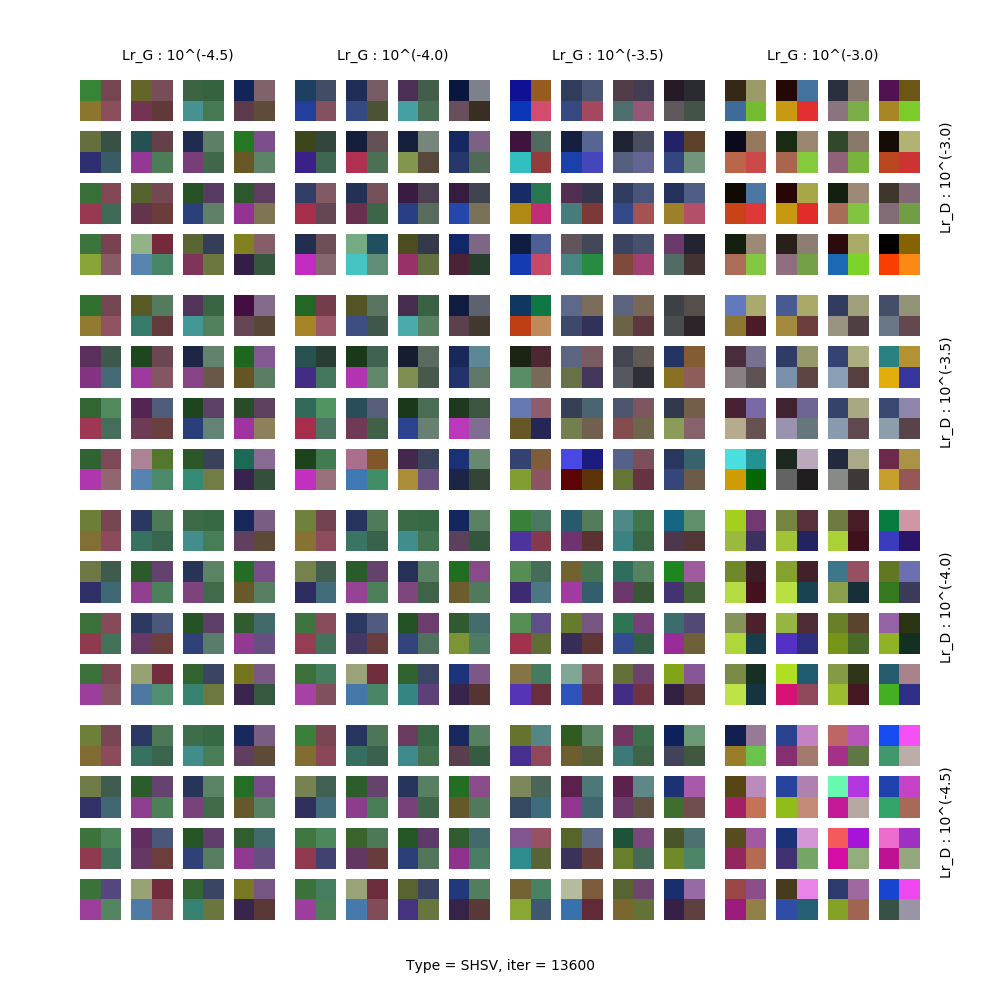 Lr_G : 10^(-4.5)
Lr_G : 10^(-4.0)
Lr_G : 10^(-3.5)
Lr_G : 10^(-3.0)
Lr_D : 10^(-3.0)
Lr_D : 10^(-3.5)
Lr_D : 10^(-4.0)
Lr_D : 10^(-4.5)
Type = SHSV, iter = 13600